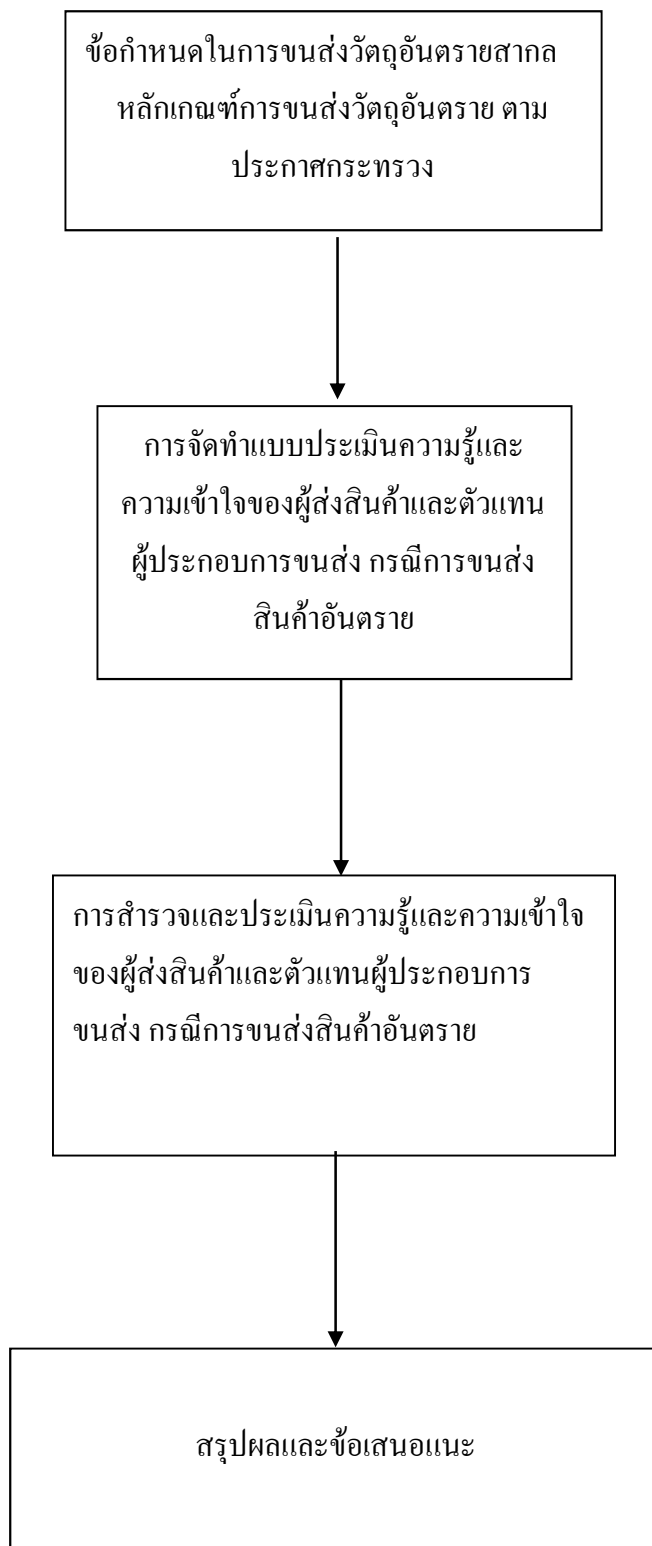 ข้อกำหนดในการขนส่งวัตถุอันตรายสากล
หลักเกณฑ์การขนส่งวัตถุอันตราย ตาม
ประกาศกระทรวง
การจัดทำแบบประเมินความรู้และ
ความเข้าใจของผู้ส่งสินค้าและตัวแทน
ผู้ประกอบการขนส่ง กรณีการขนส่ง
สินค้าอันตราย
การสำรวจและประเมินความรู้และความเข้าใจ
ของผู้ส่งสินค้าและตัวแทนผู้ประกอบการ
ขนส่ง กรณีการขนส่งสินค้าอันตราย
สรุปผลและข้อเสนอแนะ